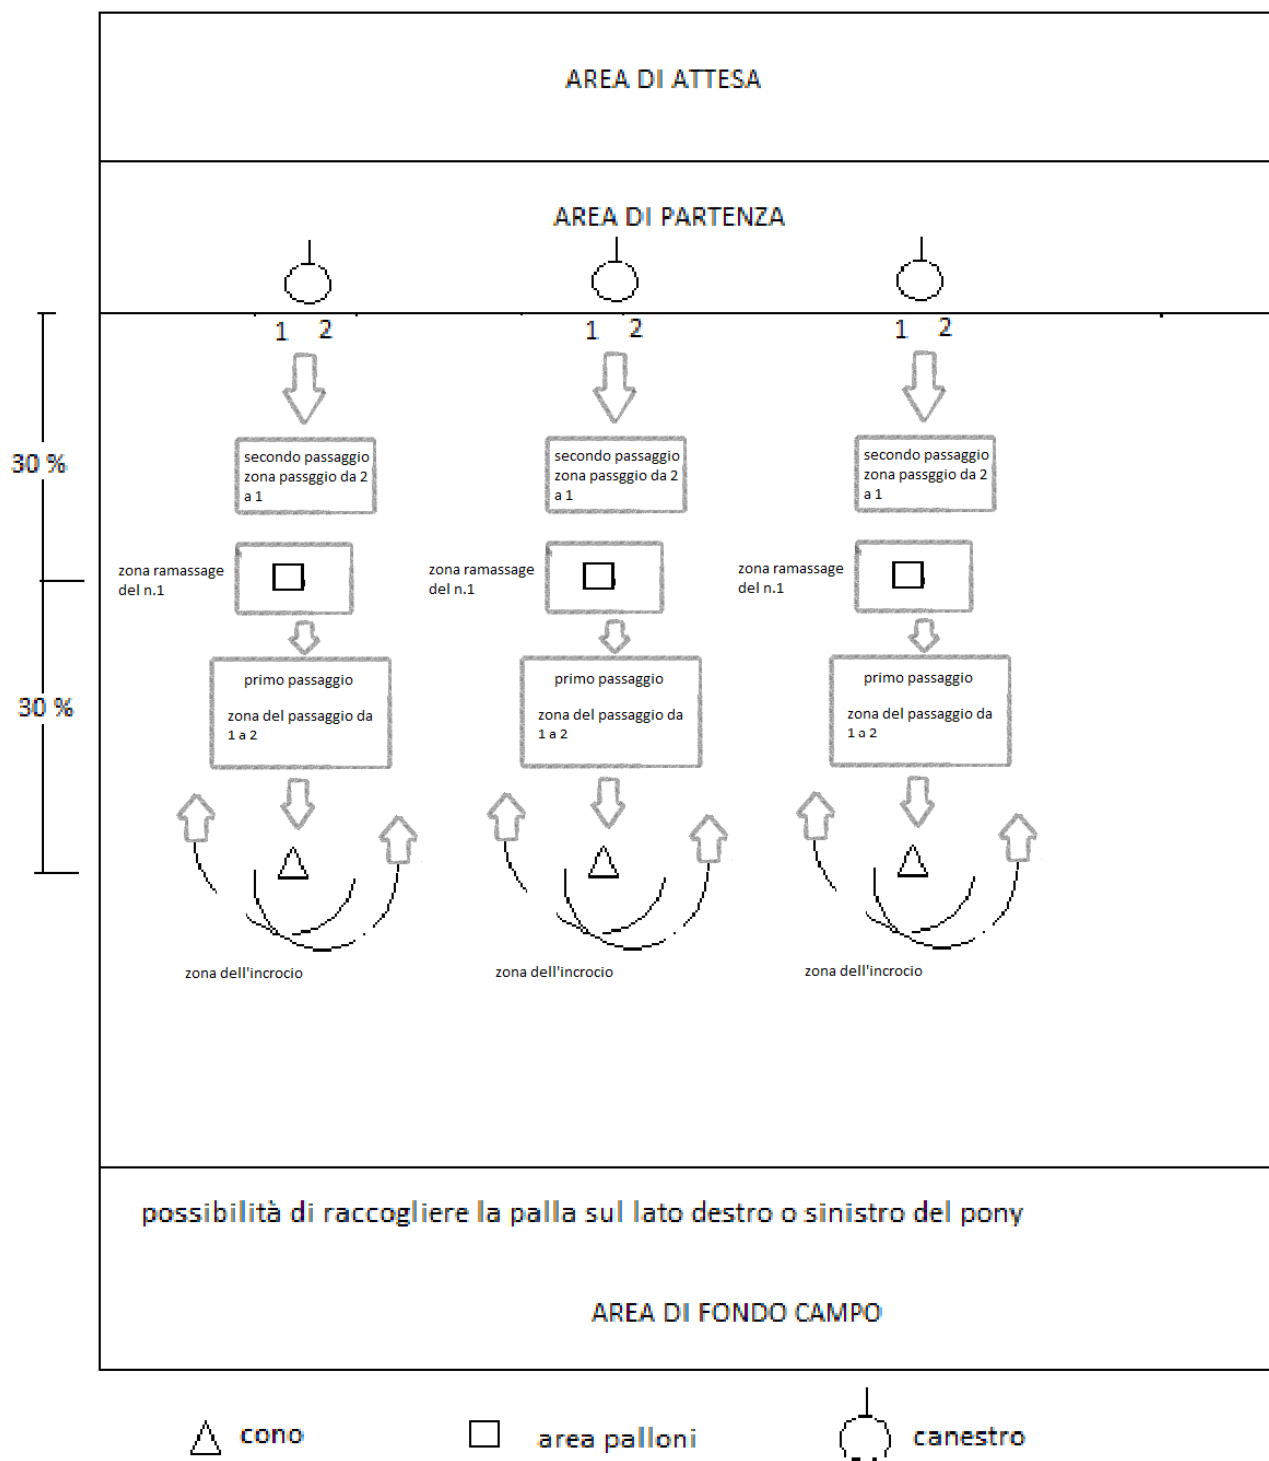 AREA DI ATTESA
AREA DI PARTENZA
1 2
1 2
1 2
30 %
secondo passaggio
zona passggio da 2
a 1
secondo passaggio
zona passggio da 2
a 1
secondo passaggio
zona passggio da 2
a 1
zona ramassage
del n.1
zona ramassage
del n.1
zona ramassage
del n.1
30 %
primo passaggio
zona del passaggio da
1 a 2
primo passaggio
zona del passaggio da
1 a 2
primo passaggio
zona del passaggio da
1 a 2
zona dell'incrocio
zona dell'incrocio
zona dell'incrocio
possibilità di raccogliere la palla sul lato destro o sinistro del pony
AREA DI FONDO CAMPO
cono
area palloni
canestro